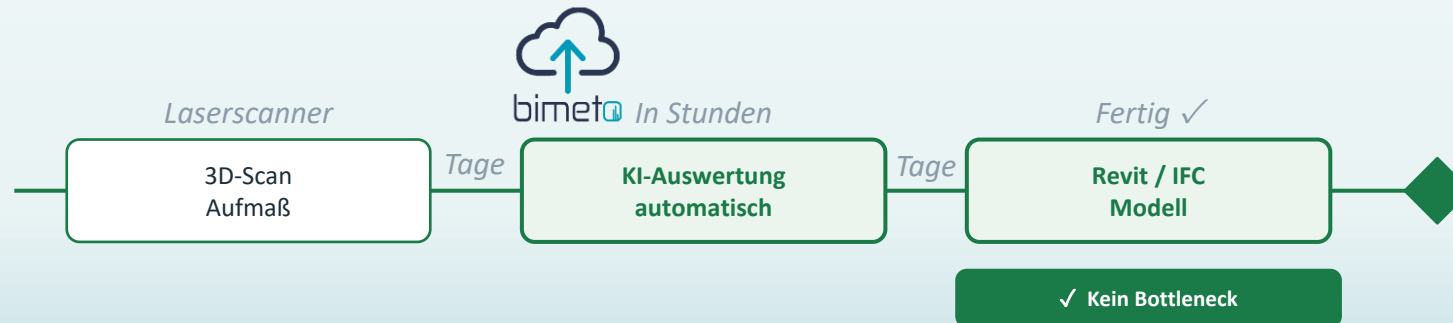 bimeto
Laserscanner
In Stunden
Fertig ✓
3D-Scan
Aufmaß
Tage
KI-Auswertung
automatisch
Tage
Revit / IFC
Modell
✓ Kein Bottleneck